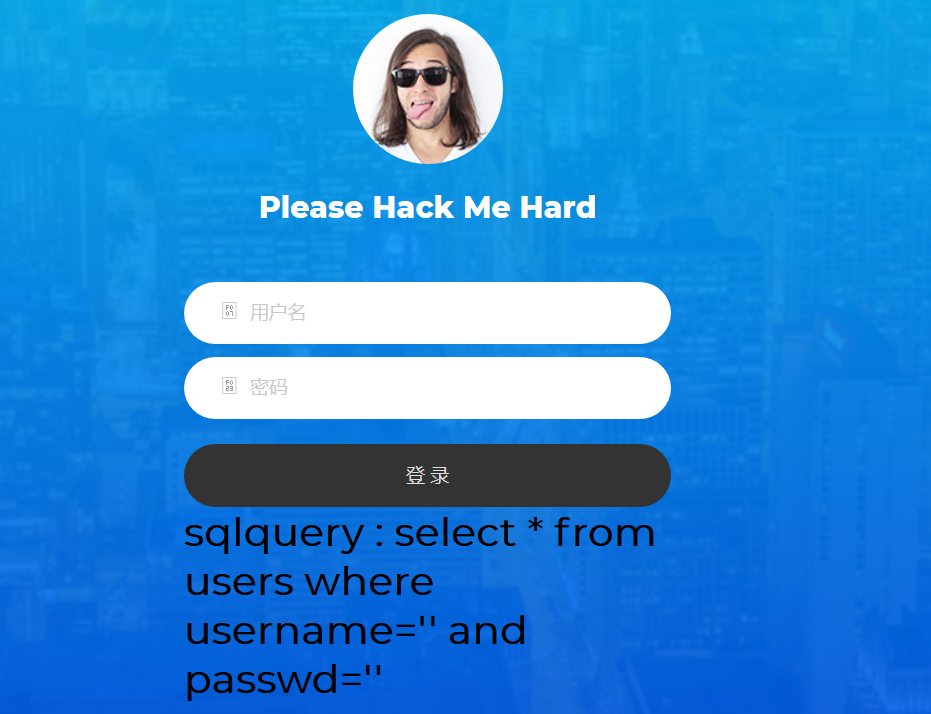 Please Hack Me Hard
用户名
密码
登录
sqlquery : select * from
users where
username='' and
passwd=''